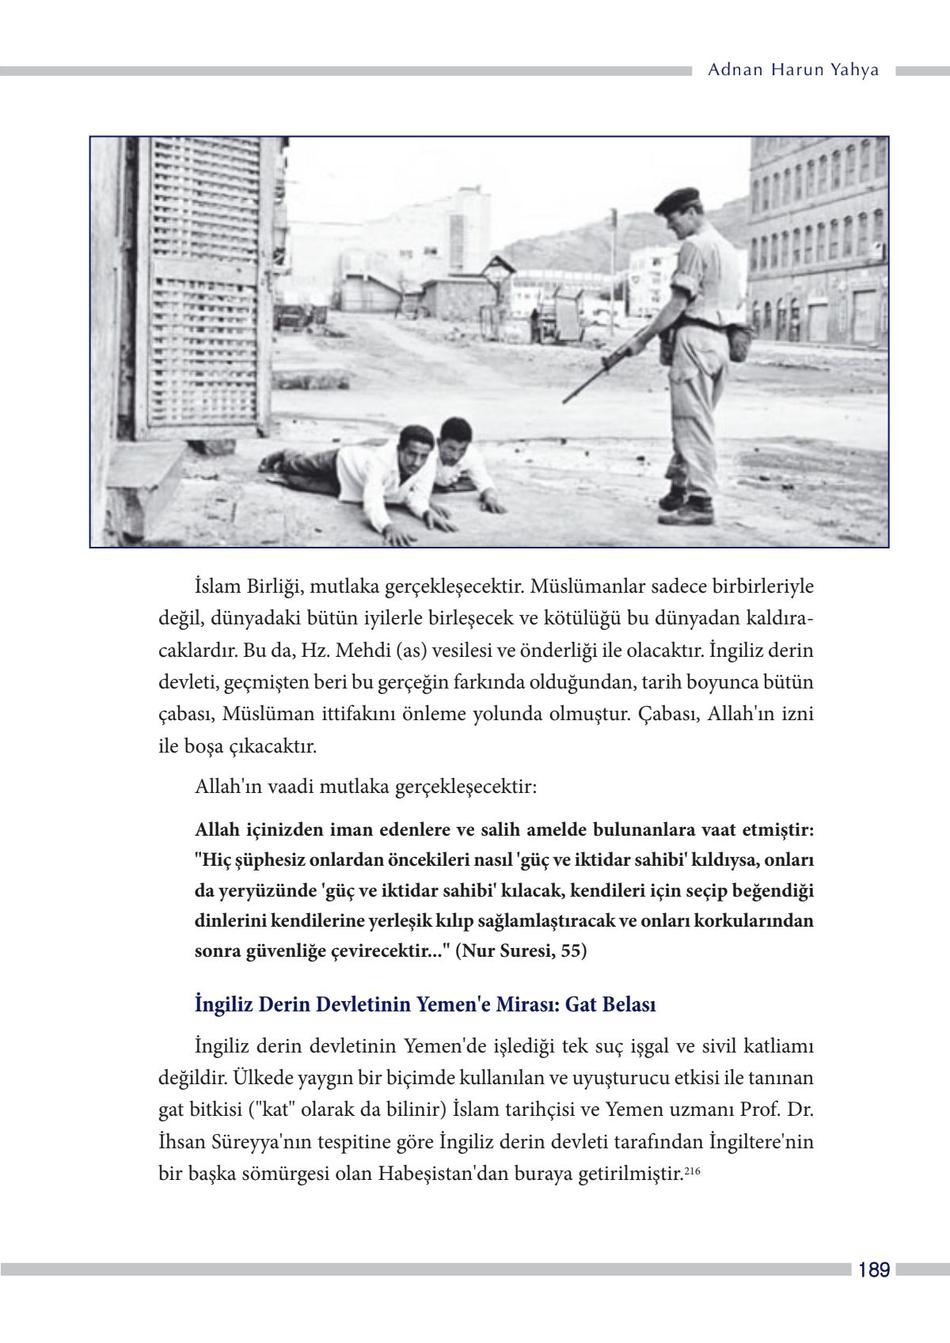 Adnan Harun Yahya
İslam Birliği, mutlaka gerçekleşecektir. Müslümanlar sadece birbirleriyle
değil, dünyadaki bütün iyilerle birleşecek ve kötülüğü bu dünyadan kaldıra-
caklardır. Bu da, Hz. Mehdi (as) vesilesi ve önderliği ile olacaktır. İngiliz derin
devleti, geçmişten beri bu gerçeğin farkında olduğundan, tarih boyunca bütün
çabası, Müslüman ittifakını önleme yolunda olmuştur. Çabası, Allah'ın izni
ile boşa çıkacaktır.
Allah'ın vaadi mutlaka gerçekleşecektir:
Allah içinizden iman edenlere ve salih amelde bulunanlara vaat etmiştir:
"Hiç şüphesiz onlardan öncekileri nasıl 'güç ve iktidar sahibi' kıldıysa, onları
da yeryüzünde 'güç ve iktidar sahibi' kılacak, kendileri için seçip beğendiği
dinlerini kendilerine yerleşik kılıp sağlamlaştıracak ve onları korkularından
sonra güvenliğe çevirecektir..." (Nur Suresi, 55)
İngiliz Derin Devletinin Yemen'e Mirası: Gat Belası
İngiliz derin devletinin Yemen'de işlediği tek suç işgal ve sivil katliamı
değildir. Ülkede yaygın bir biçimde kullanılan ve uyuşturucu etkisi ile tanınan
gat bitkisi ("kat" olarak da bilinir) İslam tarihçisi ve Yemen uzmanı Prof. Dr.
İhsan Süreyya'nın tespitine göre İngiliz derin devleti tarafından İngiltere'nin
bir başka sömürgesi olan Habeşistan'dan buraya getirilmiştir.216
189